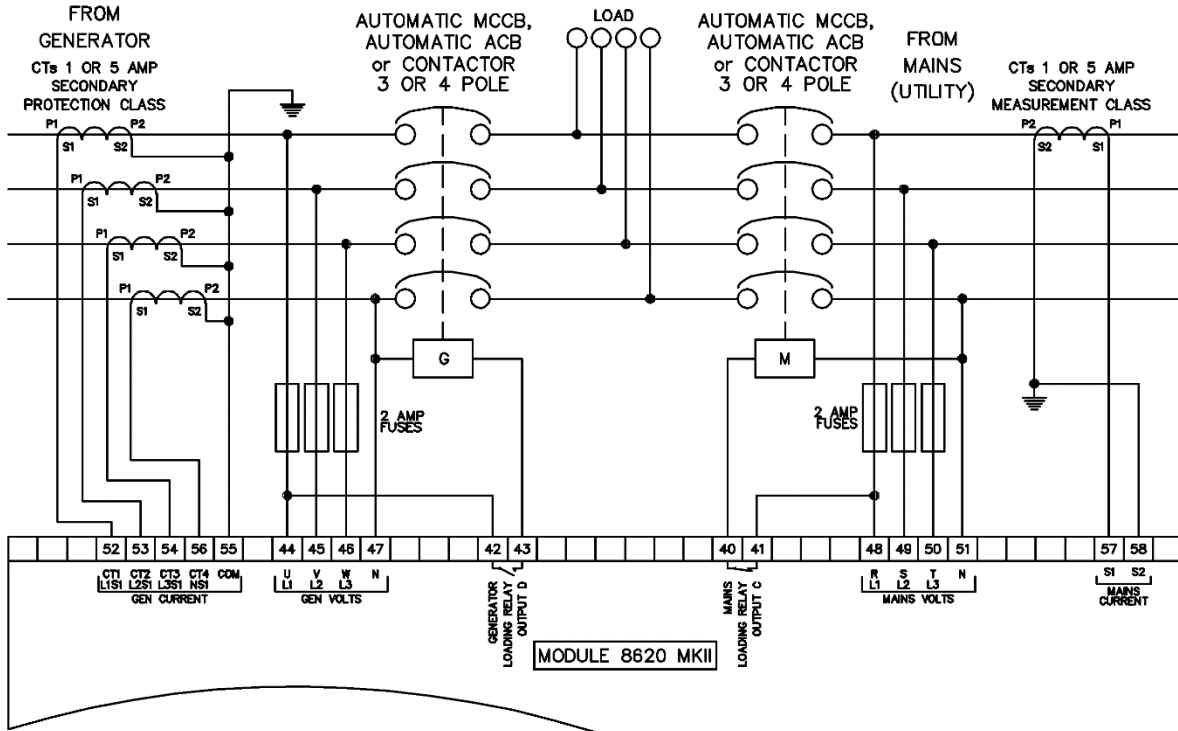 FROM
GENERATOR
CTs 1 OR 5 AMP
SECONDARY
PROTECTION CLASS
AUTOMATIC MCCB,
AUTOMATIC ACB
or CONTACTOR
3 OR 4 POLE
LOAD
AUTOMATIC MCCB,
AUTOMATIC ACB
or CONTACTOR
3 OR 4 POLE
FROM
MAINS
(UTILITY)
CTs 1 OR 5 AMP
SECONDARY
MEASUREMENT CLASS
P1 P2
S1 S2
P1 P2
S1 S2
P1 P2
S1 S2
P1 P2
S1 S2
P2 P1
S2 S1
G
M
2 AMP
FUSES
2 AMP
FUSES
52 53 54 56 55 44 45 46 47 42 43 40 41 48 49 50 51 57 58
CT1 CT2 CT3 CT4 COM
L1S1 L2S1 L3S1 NS1
GEN CURRENT
U V W N
L1 L2 L3
GEN VOLTS
GENERATOR
LOADING RELAY
OUTPUT D
MAINS
LOADING RELAY
OUTPUT C
R S T N
L1 L2 L3
MAINS VOLTS
S1 S2
MAINS
CURRENT
MODULE 8620 MKII